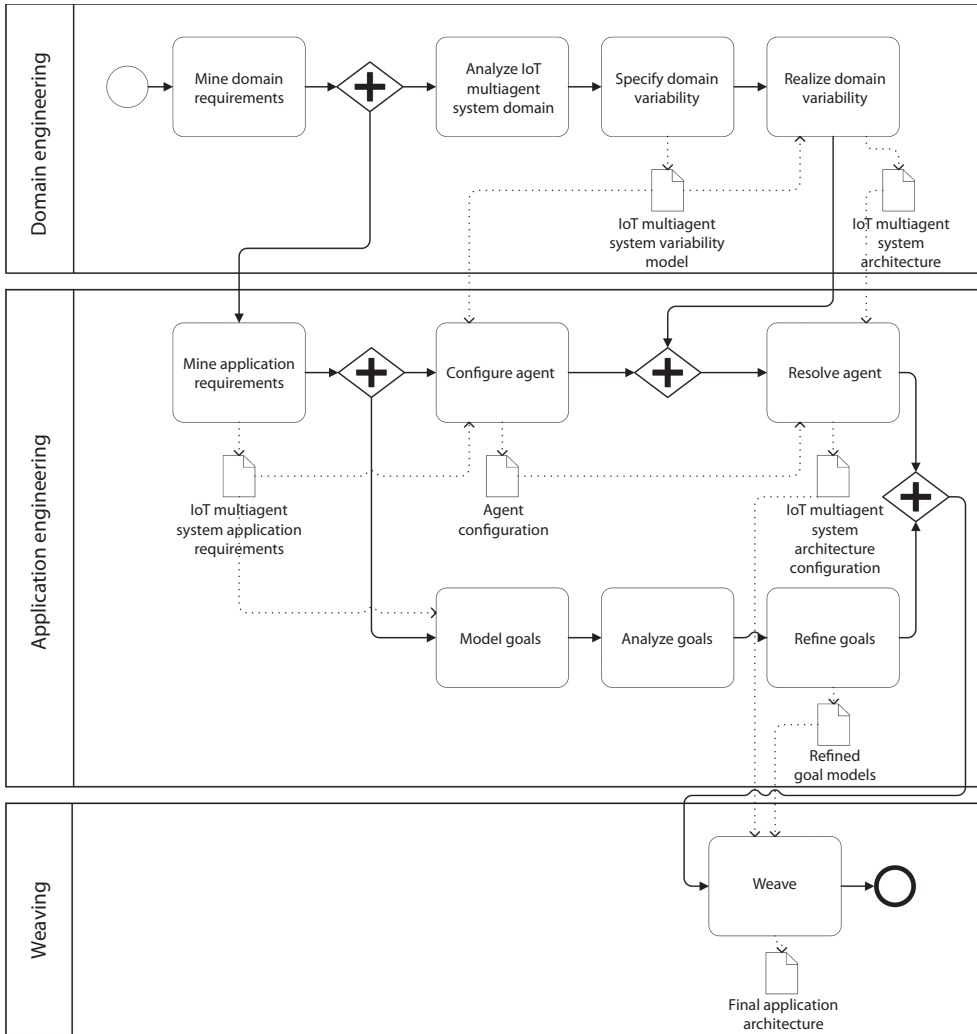 Domain engineering
Mine domain
requirements
Analyze IoT
multiagent
system domain
Specify domain
variability
Realize domain
variability
IoT multiagent
system variability
model
IoT multiagent
system
architecture
Application engineering
Mine application
requirements
Configure agent
Resolve agent
IoT multiagent
system application
requirements
Agent
configuration
IoT multiagent
system
architecture
configuration
Model goals
Analyze goals
Refine goals
Refined
goal models
Weaving
Weave
Final application
architecture